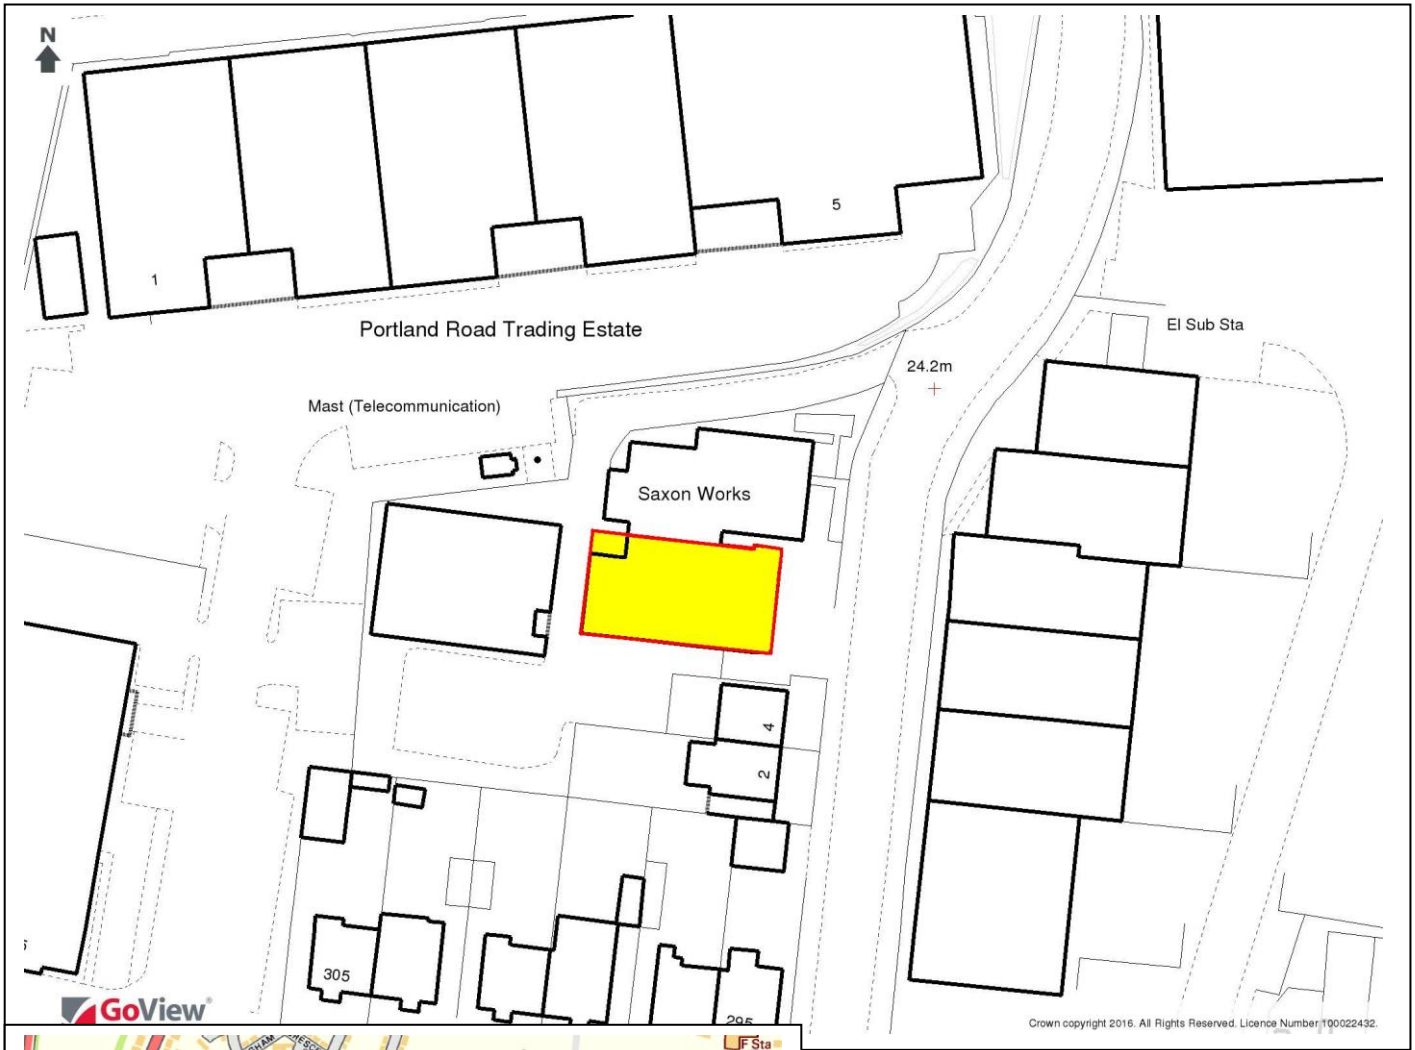 N
5
1
Portland Road Trading Estate
El Sub Sta
24.2m
Mast (Telecommunication)
Saxon Works
4
2
305
295
GoView®
Crown copyright 2016. All Rights Reserved. Licence Number 100022432.
F Sta